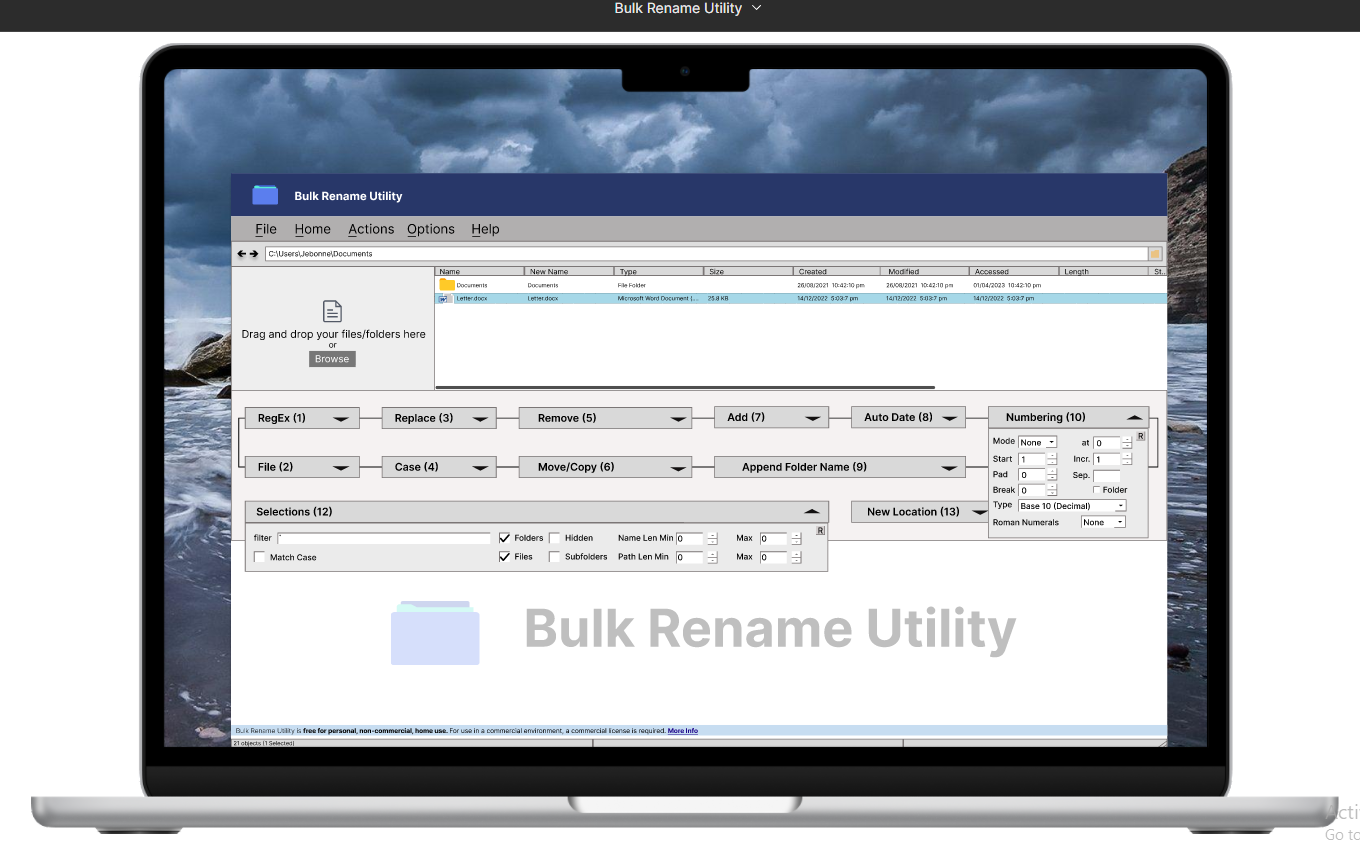 Bulk Rename Utility
Bulk Rename Utility
File Home Actions Options Help
C:\Users\Jebonne\Documents
Name New Name Type Size Created Modified Accessed Length St..
Documents Documents File Folder 26/08/2021 10:42:10 pm 26/08/2021 10:42:10 pm 01/04/2023 10:42:10 pm
Letter.docx Letter.docx Microsoft Word Document (.... 25.8 KB 14/12/2022 5:03:7 pm 14/12/2022 5:03:7 pm 14/12/2022 5:03:7 pm
Drag and drop your files/folders here
or
Browse
RegEx (1) Replace (3) Remove (5) Add (7) Auto Date (8) Numbering (10)
R
Mode None at 0
Start 1 Incr. 1
File (2) Case (4) Move/Copy (6) Append Folder Name (9)
Pad 0 Sep.
Break 0 Folder
Type Base 10 (Decimal)
Roman Numerals None
Selections (12) New Location (13)
R
filter * Folders Hidden Name Len Min 0 Max 0
Match Case Files Subfolders Path Len Min 0 Max 0
Bulk Rename Utility
Bulk Rename Utility is free for personal, non-commercial, home use. For use in a commercial environment, a commercial license is required. More Info
21 objects (1 Selected)
Acti
Go to